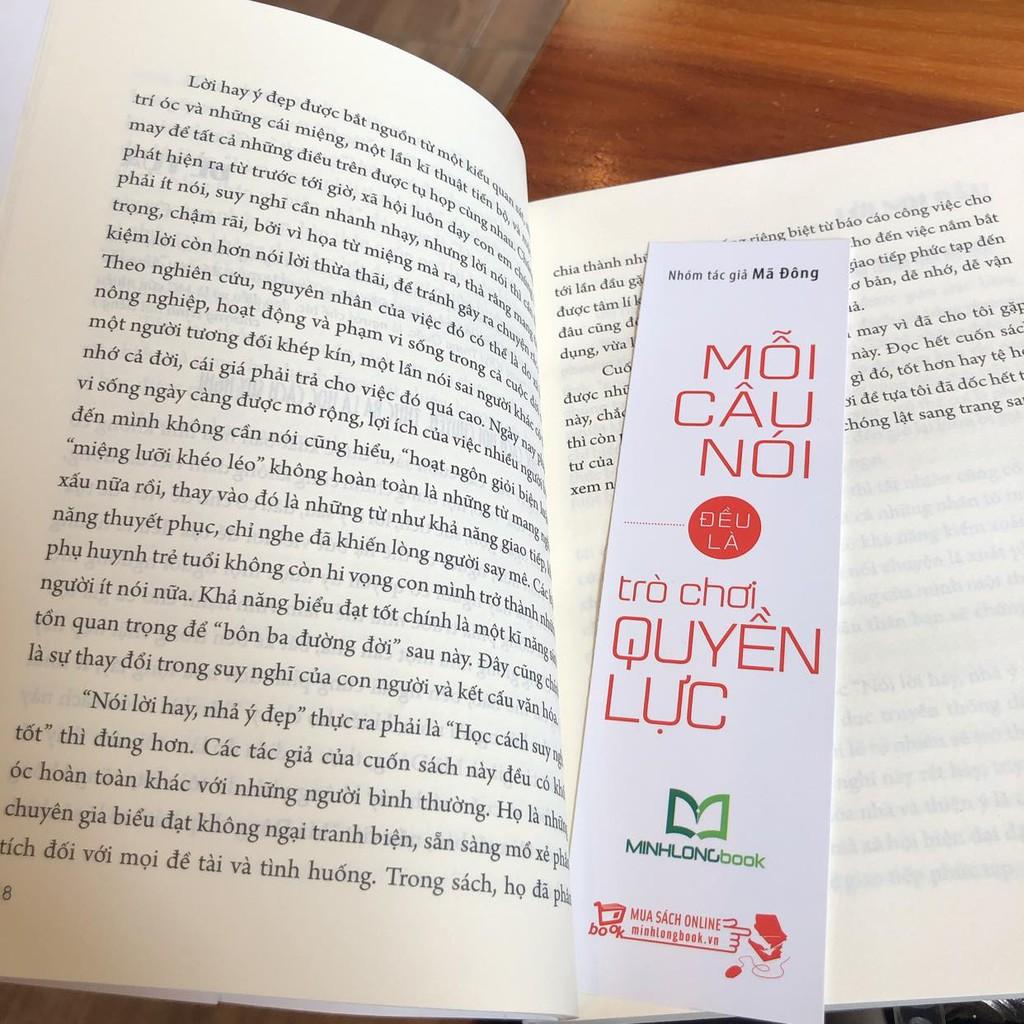 Lời hay ý đẹp được bắt nguồn từ một kiểu quan
trí óc và những cái miệng, một lần kĩ thuật tiến bộ, và
may để tất cả những điều trên được tụ họp cùng nhau.
phát hiện ra từ trước tới giờ, xã hội luôn dạy con em
phải ít nói, suy nghĩ cần nhanh nhạy, nhưng lời nói thì
trọng, chậm rãi, bởi vì họa từ miệng mà ra, thà rằng
kiệm lời còn hơn nói lời thừa thãi, để tránh gây ra chuyện
Theo nghiên cứu, nguyên nhân của việc đó có thể là do
nông nghiệp, hoạt động và phạm vi sống trong cả cuộc
một người tương đối khép kín, một lần nói sai người khác
nhớ cả đời, cái giá phải trả cho việc đó quá cao. Ngày nay
vi sống ngày càng được mở rộng, lợi ích của việc nhiều người
đến mình không cần nói cũng hiểu, “hoạt ngôn giỏi biện
“miệng lưỡi khéo léo” không hoàn toàn là những từ mang
xấu nữa rồi, thay vào đó là những từ như khả năng giao tiếp,
năng thuyết phục, chỉ nghe đã khiến lòng người say mê. Các
phụ huynh trẻ tuổi không còn hi vọng con mình trở thành
người ít nói nữa. Khả năng biểu đạt tốt chính là một kĩ năng
tồn quan trọng để “bôn ba đường đời” sau này. Đây cũng
là sự thay đổi trong suy nghĩ của con người và kết cấu văn hóa.
“Nói lời hay, nhả ý đẹp” thực ra phải là “Học cách suy
tốt” thì đúng hơn. Các tác giả của cuốn sách này đều có
óc hoàn toàn khác với những người bình thường. Họ là những
chuyên gia biểu đạt không ngại tranh biện, sẵn sàng mổ xẻ
tích đối với mọi đề tài và tình huống. Trong sách, họ đã
8
chia thành riêng biệt từ báo cáo công việc cho
tới lần đầu cho đến việc nắm bắt
được tâm lí giao tiếp phức tạp đến
đâu cũng bản, dễ nhớ, dễ vận
dụng, vừa
may vì đã cho tôi gặp
được này. Đọc hết cuốn
này, gì đó, tốt hơn hay tệ
thì còn để tựa tôi đã dốc hết
tư của chóng lật sang trang
xem
Nhóm tác giả Mã Đông
MỖI
CÂU
NÓI
ĐỀU
LÀ
trò chơi
QUYỀN
LỰC
MINHLONGbook
book MUA SÁCH ONLINE
minhlongbook.vn